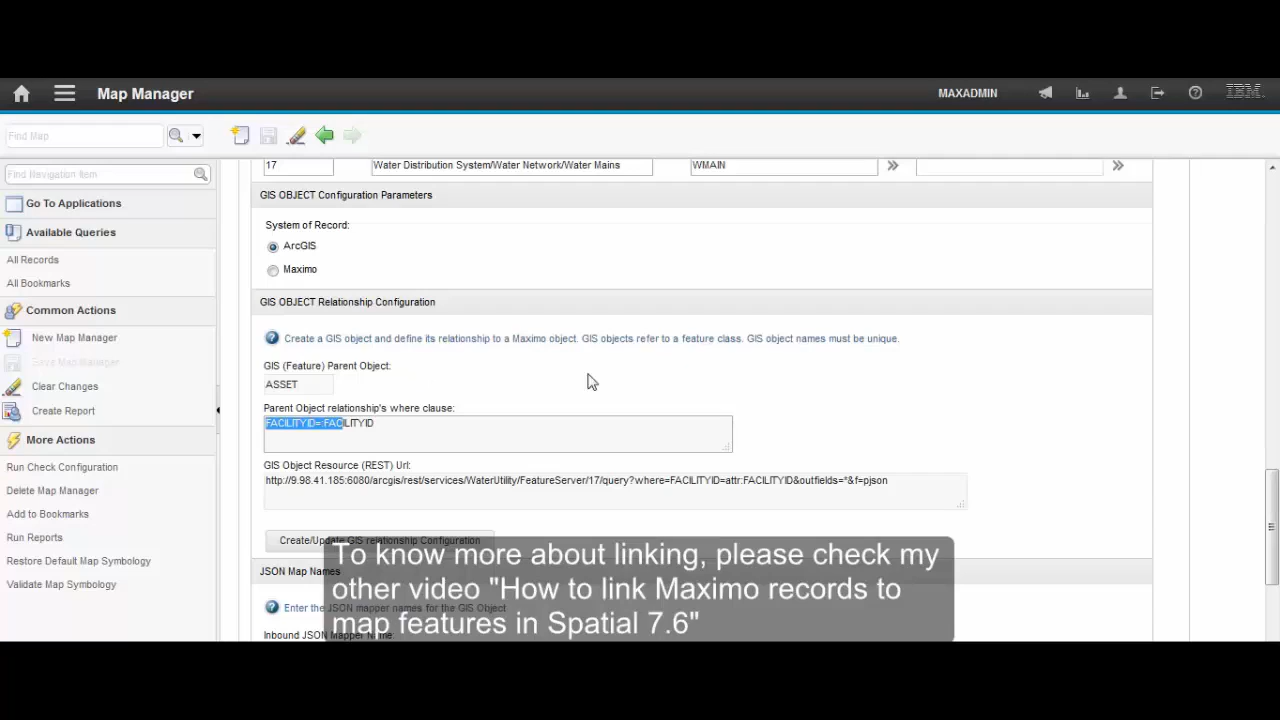 Map Manager
MAXADMIN
IBM.
Find Map
Find Navigation Item
Go To Applications
Available Queries
All Records
All Bookmarks
Common Actions
New Map Manager
Save Map Manager
Clear Changes
Create Report
More Actions
Run Check Configuration
Delete Map Manager
Add to Bookmarks
Run Reports
Restore Default Map Symbology
Validate Map Symbology
17 Water Distribution System/Water Network/Water Mains WMAIN
GIS OBJECT Configuration Parameters
System of Record:
ArcGIS
Maximo
GIS OBJECT Relationship Configuration
Create a GIS object and define its relationship to a Maximo object. GIS objects refer to a feature class. GIS object names must be unique.
GIS (Feature) Parent Object:
ASSET
Parent Object relationship's where clause:
FACILITYID=:FACILITYID
GIS Object Resource (REST) Url:
http://9.98.41.185:6080/arcgis/rest/services/WaterUtility/FeatureServer/17/query?where=FACILITYID=attr:FACILITYID&outfields=*&f=pjson
Create/Update GIS relationship Configuration
JSON Map Names
Enter the JSON mapper names for the GIS Object
Inbound JSON Mapper Name:
To know more about linking, please check my
other video "How to link Maximo records to
map features in Spatial 7.6"